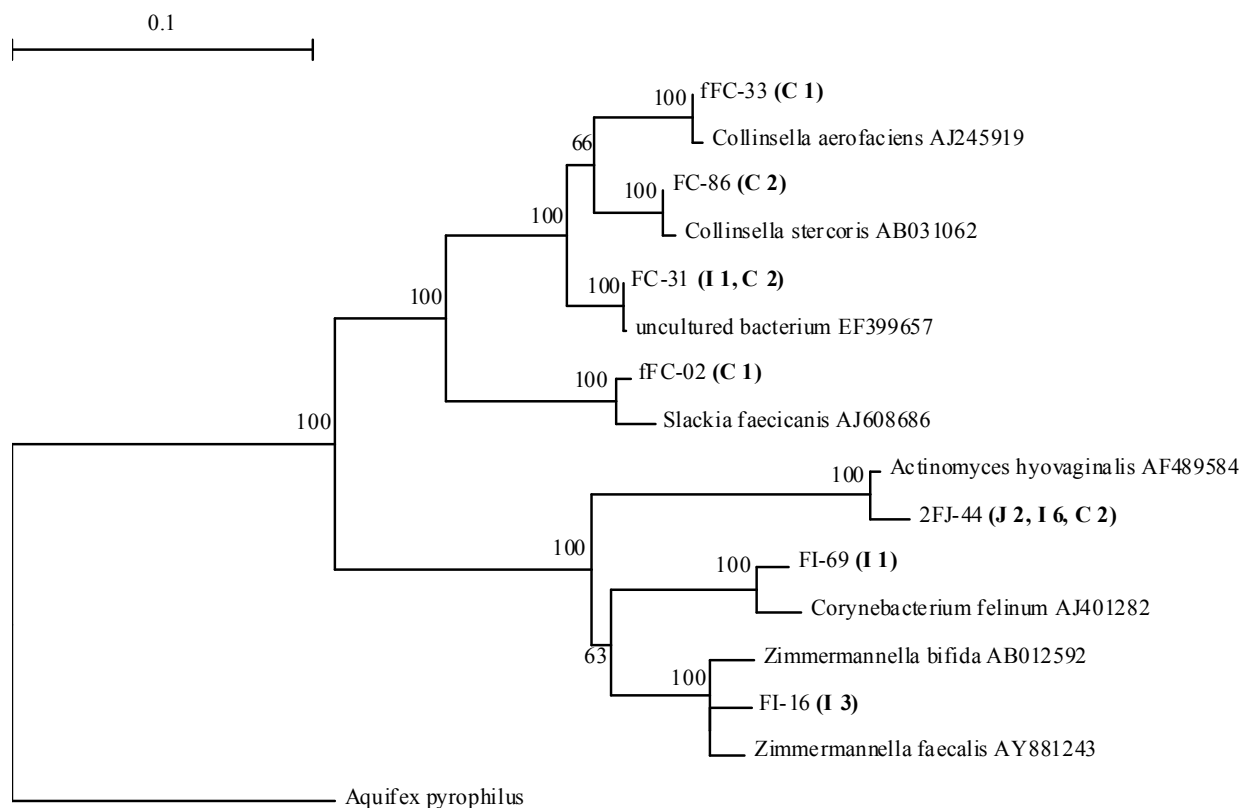 0.1
100 fFC-33 (C 1)
Collinsella aerofaciens AJ245919
66
100 FC-86 (C 2)
100
Collinsella stercoris AB031062
100 FC-31 (I 1, C 2)
100
uncultured bacterium EF399657
100 fFC-02 (C 1)
100
Slackia faecicanis AJ608686
100 Actinomyces hyovaginalis AF489584
2FJ-44 (J 2, I 6, C 2)
100
100 FI-69 (I 1)
Corynebacterium felinum AJ401282
63
Zimmermannella bifida AB012592
100
FI-16 (I 3)
Zimmermannella faecalis AY881243
Aquifex pyrophilus